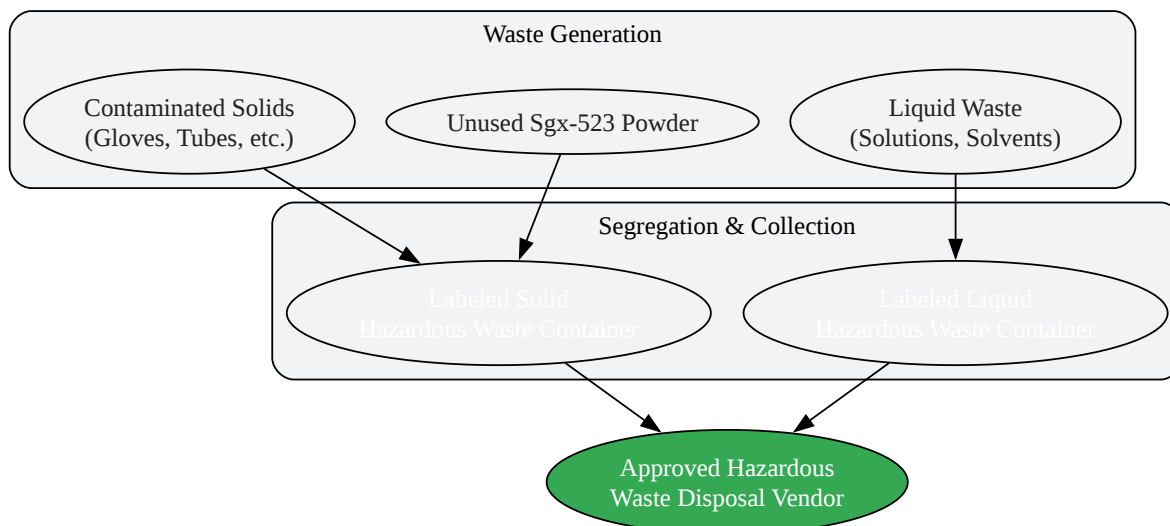 Waste Generation
Contaminated Solids
(Gloves, Tubes, etc.)
Unused Sgx-523 Powder
Liquid Waste
(Solutions, Solvents)
Segregation & Collection
Labeled Solid
Hazardous Waste Container
Labeled Liquid
Hazardous Waste Container
Approved Hazardous
Waste Disposal Vendor